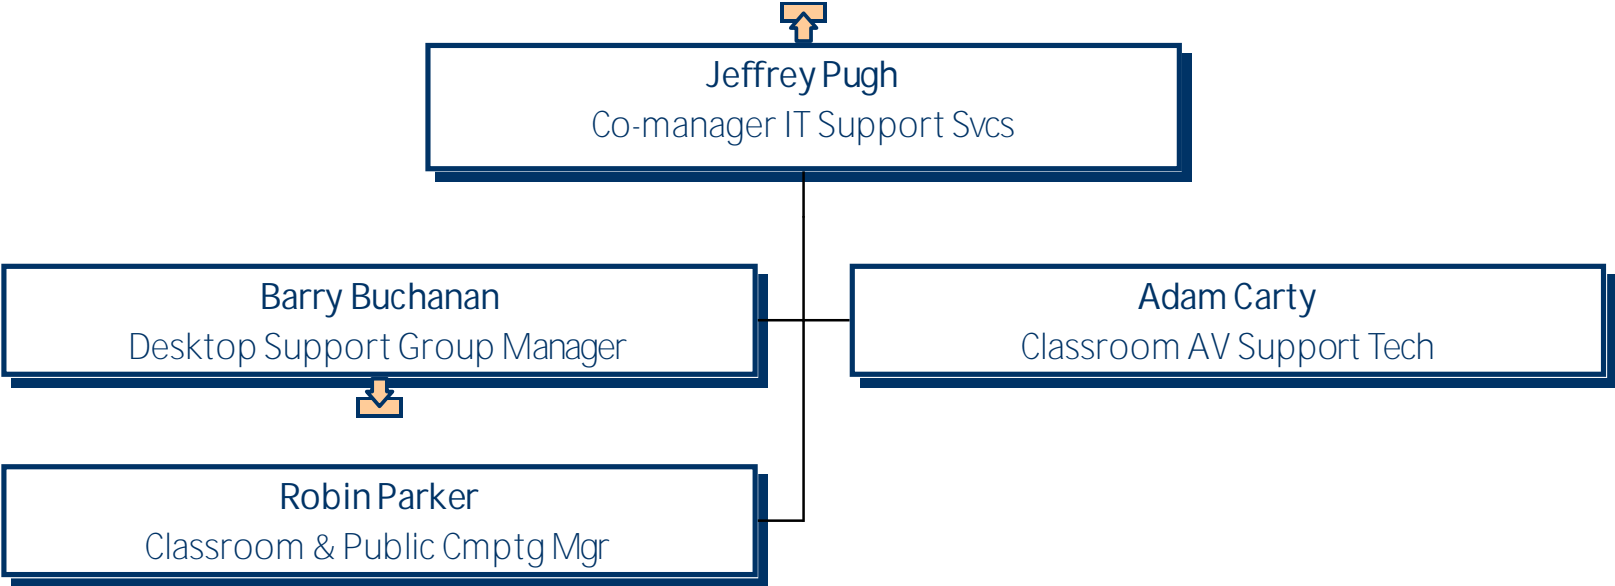 Jeffrey Pugh
Co-manager IT Support Svcs
Barry Buchanan
Desktop Support Group Manager
Adam Carty
Classroom AV Support Tech
Robin Parker
Classroom & Public Cmptg Mgr